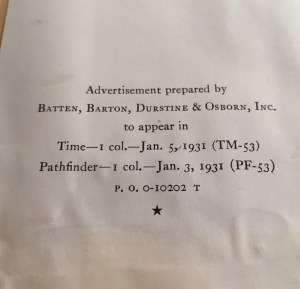 Advertisement prepared by
BATTEN, BARTON, DURSTINE & OSBORN, INC.
to appear in
Time—1 col.—Jan. 5, 1931 (TM-53)
Pathfinder—1 col.—Jan. 3, 1931 (PF-53)
P. O. 0-10202 T